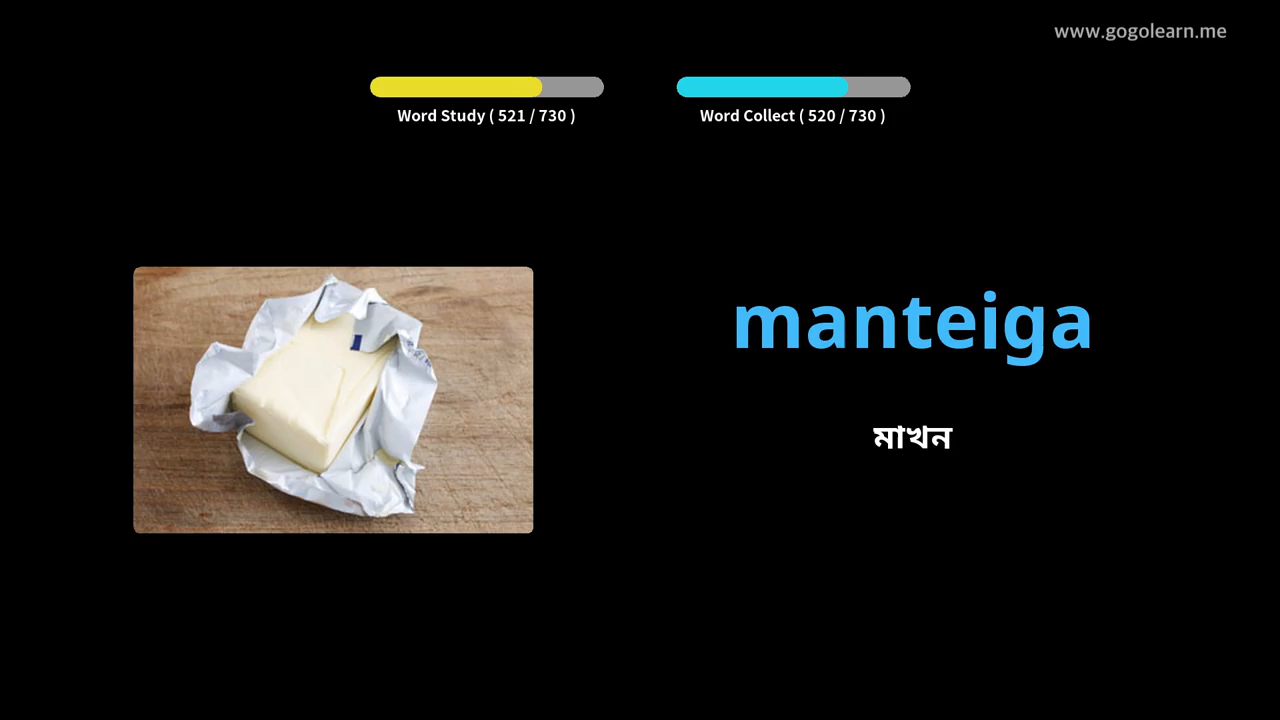 www.gogolearn.me
Word Study ( 521 / 730 )
Word Collect ( 520 / 730 )
manteiga
মাখন